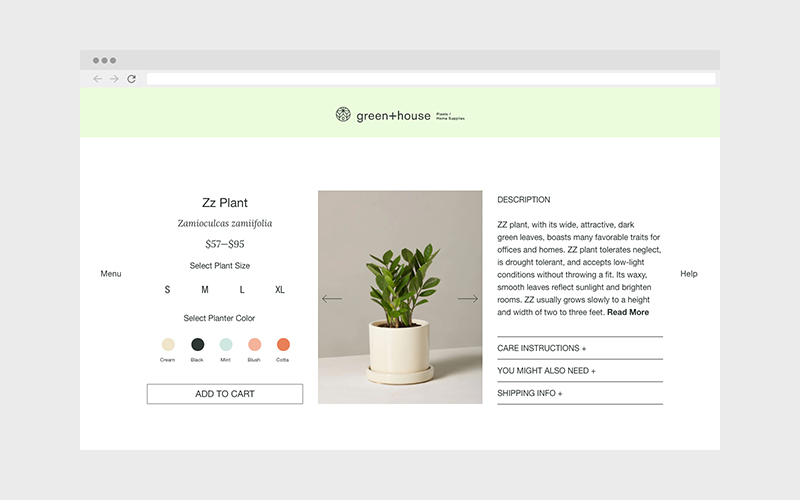 green+house
Plants /
Home Supplies
Menu
Zz Plant
Zamioculcas zamiifolia
$57—$95
Select Plant Size
S M L XL
Select Planter Color
Cream Black Mint Blush Cotta
ADD TO CART
DESCRIPTION
ZZ plant, with its wide, attractive, dark
green leaves, boasts many favorable traits for
offices and homes. ZZ plant tolerates neglect,
is drought tolerant, and accepts low-light
conditions without throwing a fit. Its waxy,
smooth leaves reflect sunlight and brighten
rooms. ZZ usually grows slowly to a height
and width of two to three feet. Read More
CARE INSTRUCTIONS +
YOU MIGHT ALSO NEED +
SHIPPING INFO +
Help